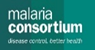 malaria
consortium
disease control, better health